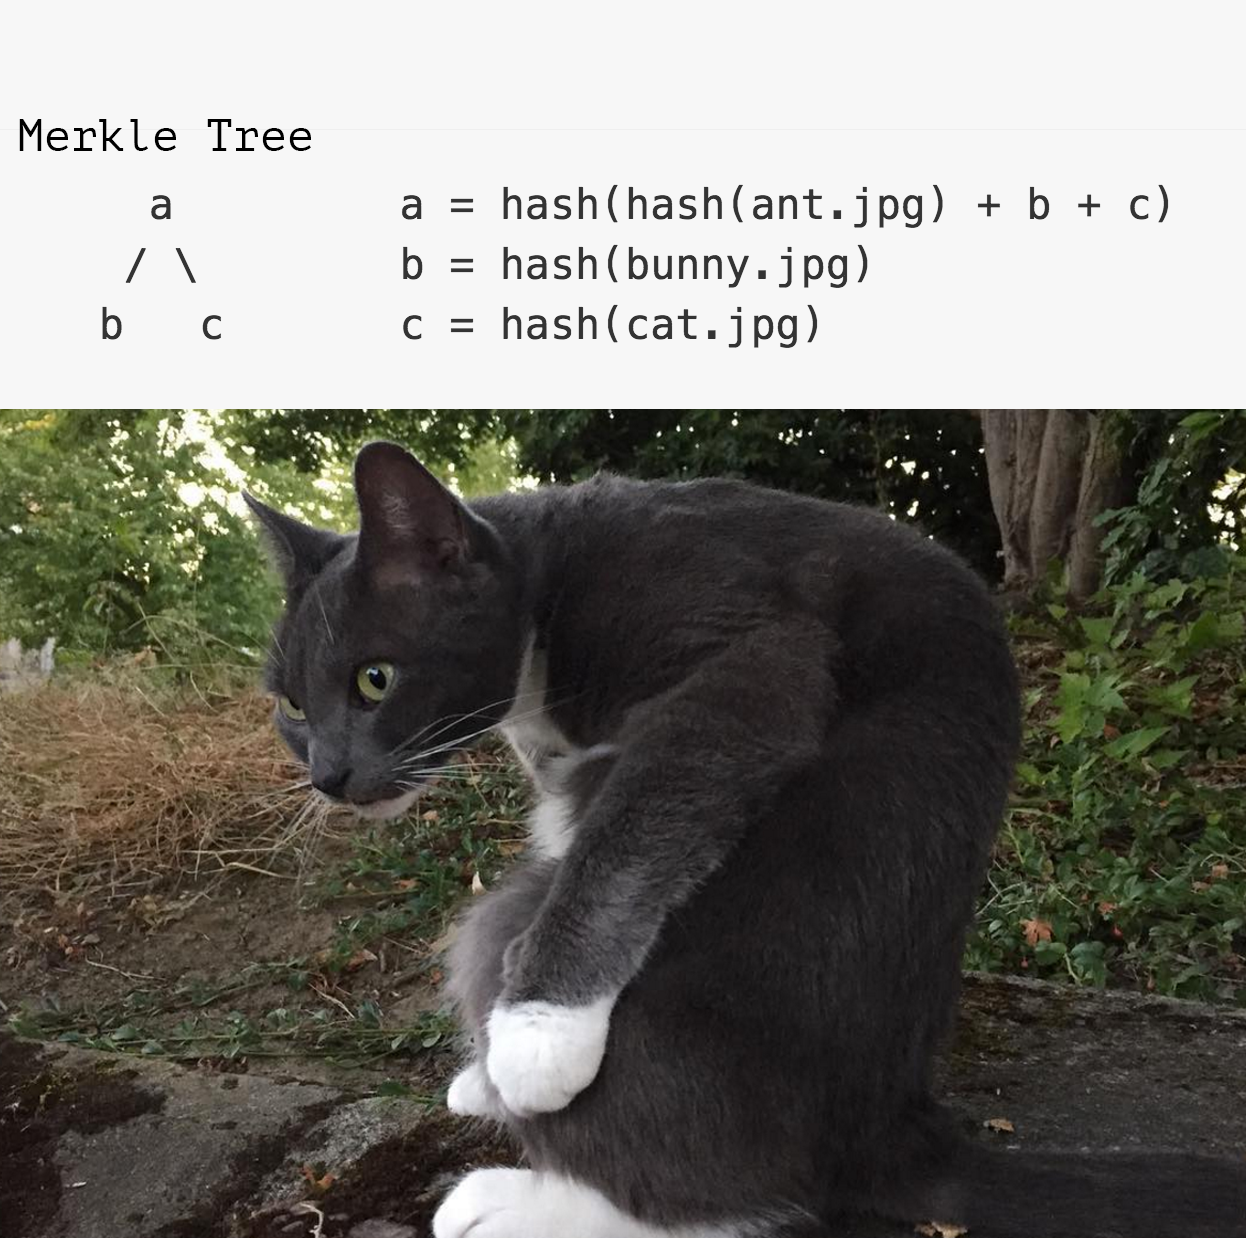 Merkle Tree
a a = hash(hash(ant.jpg) + b + c)
/ \ b = hash(bunny.jpg)
b c c = hash(cat.jpg)